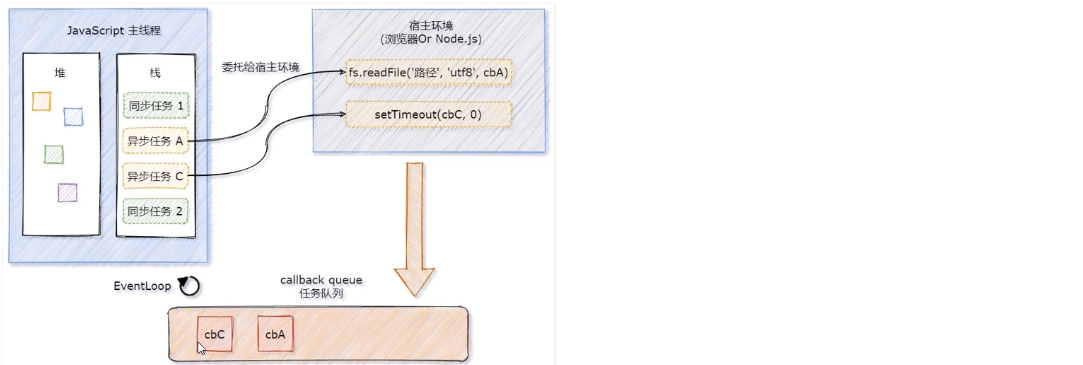 JavaScript 主线程
堆
栈
同步任务 1
异步任务 A
异步任务 C
同步任务 2
委托给宿主环境
宿主环境
(浏览器Or Node.js)
fs.readFile('路径', 'utf8', cbA)
setTimeout(cbC, 0)
EventLoop
callback queue
任务队列
cbC
cbA